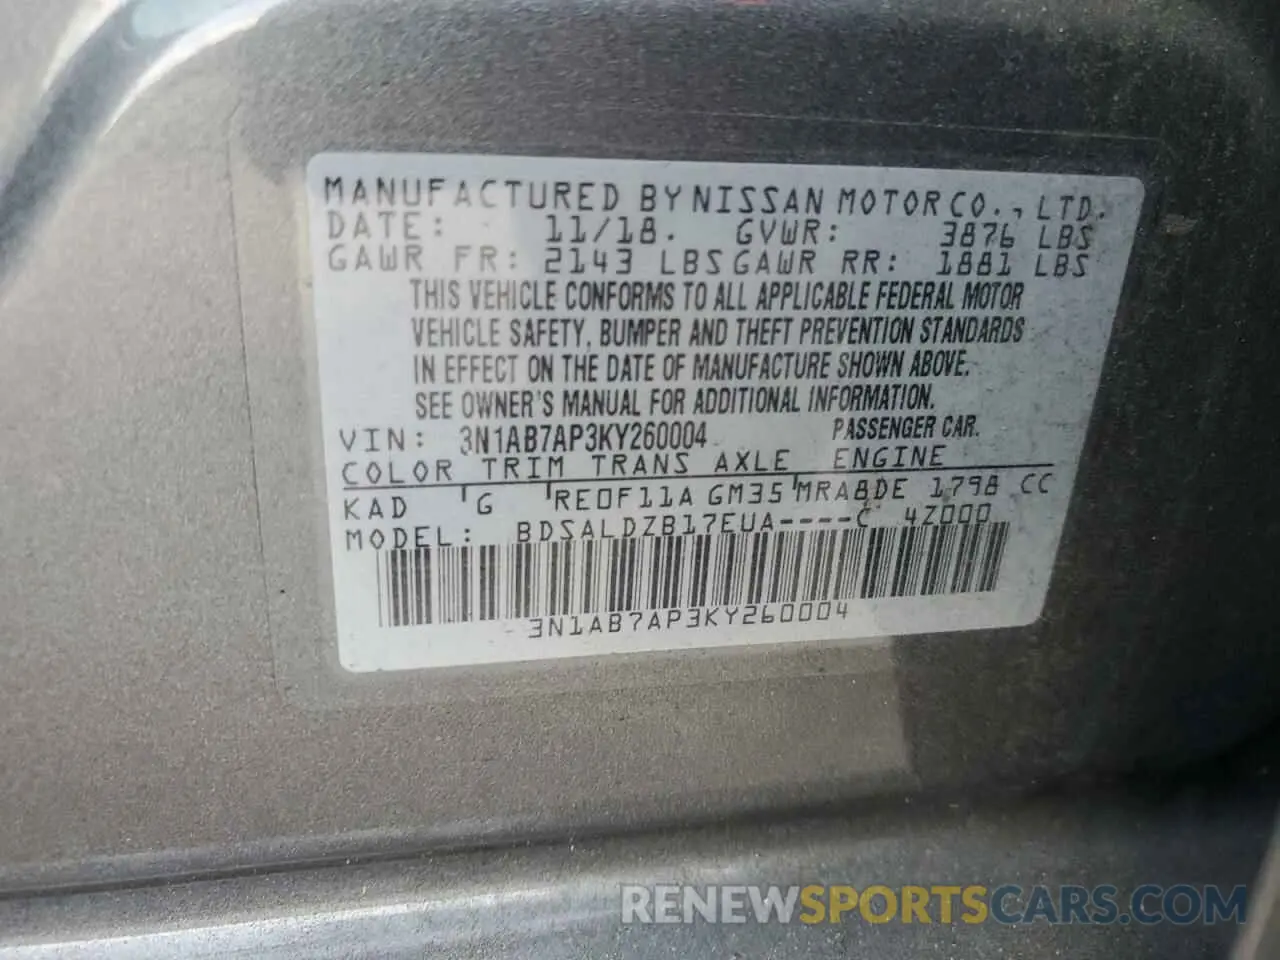 MANUFACTURED BY NISSAN MOTOR CO., LTD.
DATE: 11/18. GVWR: 3876 LBS
GAWR FR: 2143 LBS GAWR RR: 1881 LBS
THIS VEHICLE CONFORMS TO ALL APPLICABLE FEDERAL MOTOR
VEHICLE SAFETY, BUMPER AND THEFT PREVENTION STANDARDS
IN EFFECT ON THE DATE OF MANUFACTURE SHOWN ABOVE.
SEE OWNER'S MANUAL FOR ADDITIONAL INFORMATION.
VIN: 3N1AB7AP3KY260004 PASSENGER CAR.
COLOR TRIM TRANS AXLE ENGINE
KAD G RE0F11A GM35 MRA8DE 1798 CC
MODEL: BDSALDZB17EUA----C 4Z000
3N1AB7AP3KY260004
RENEWSPORTSCARS.COM